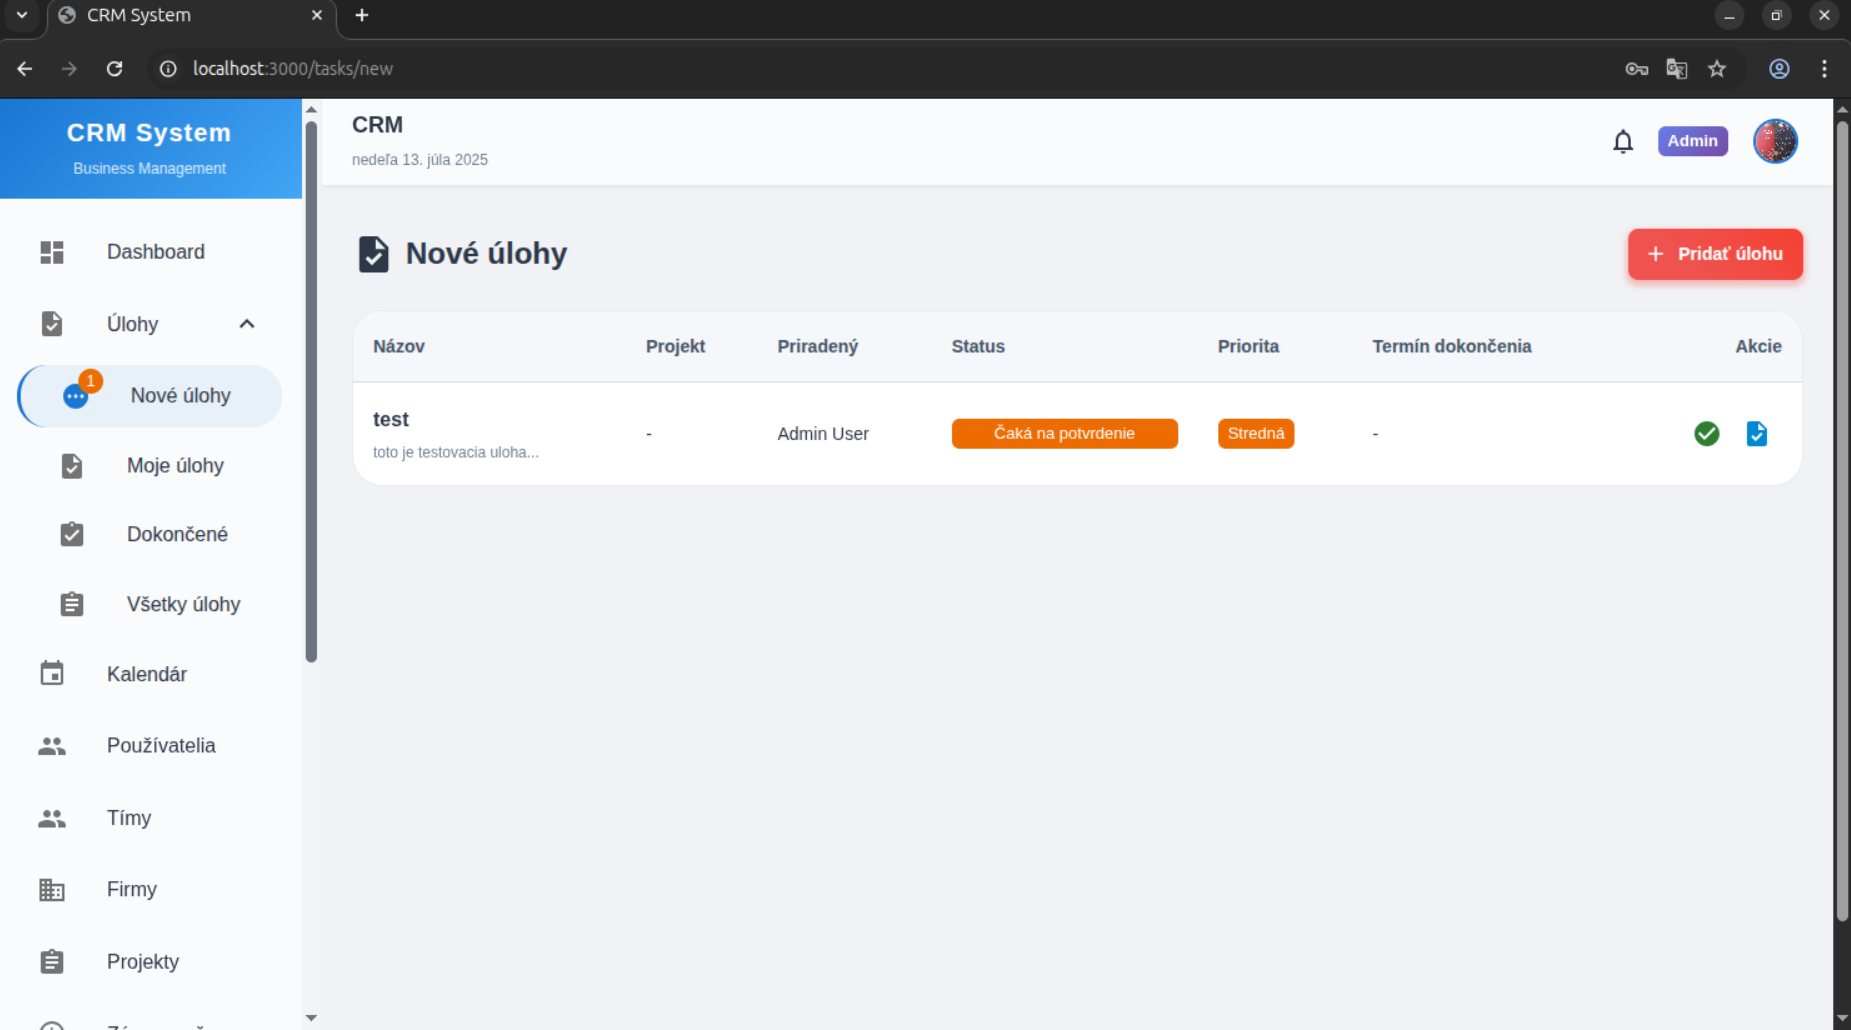 CRM System
localhost:3000/tasks/new
CRM System
Business Management
Dashboard
Úlohy
1
Nové úlohy
Moje úlohy
Dokončené
Všetky úlohy
Kalendár
Používatelia
Tímy
Firmy
Projekty
CRM
nedeľa 13. júla 2025
Admin
Nové úlohy
Pridať úlohu
Názov Projekt Priradený Status Priorita Termín dokončenia Akcie
test
toto je testovacia uloha...
- Admin User Čaká na potvrdenie Stredná -